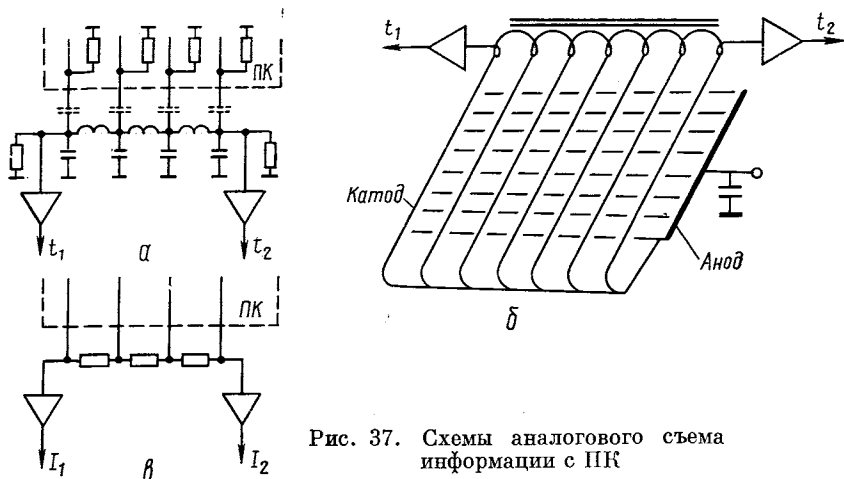 ПК
t₁
t₂
а
t₁
t₂
Катод
Анод
б
ПК
I₁
I₂
в
Рис. 37. Схемы аналогового съема
информации с ПК